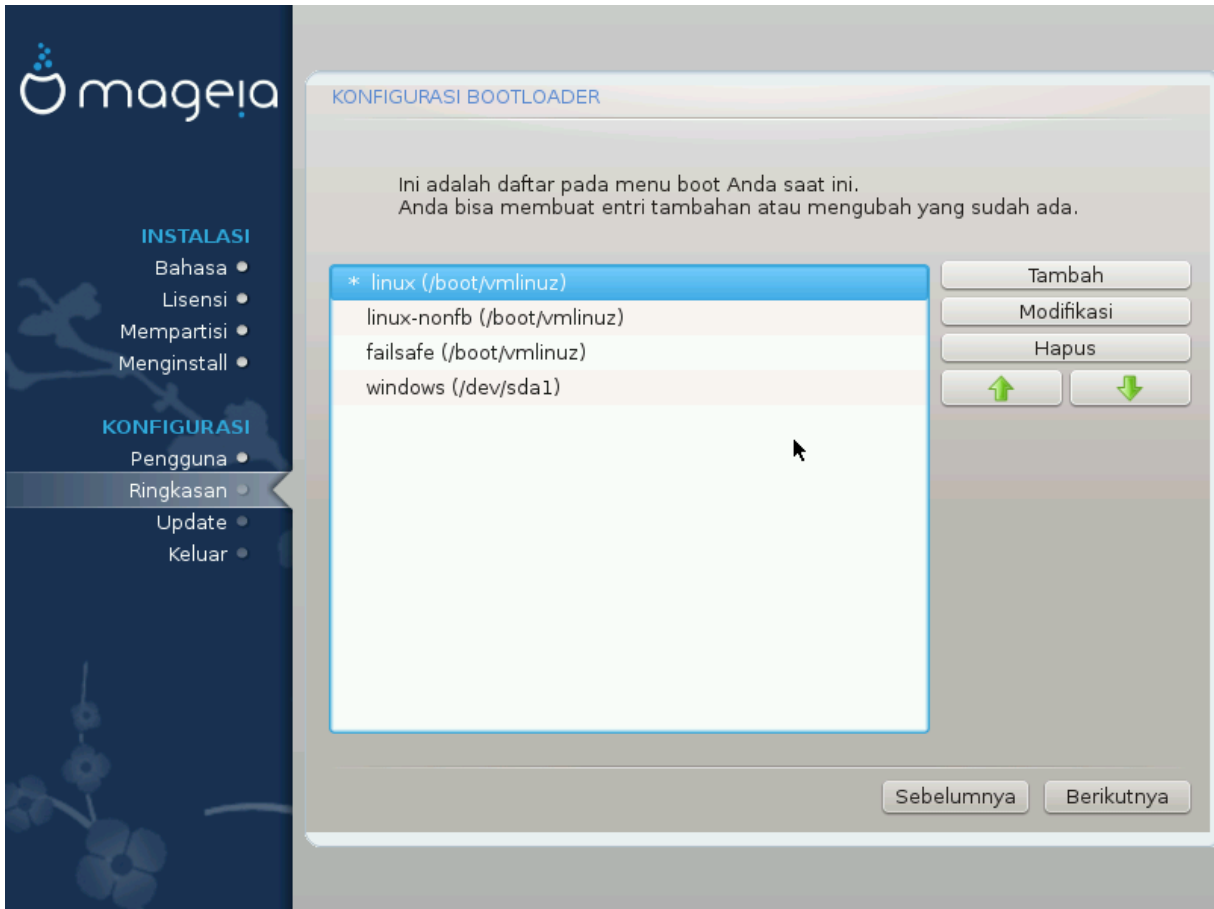 mageia
INSTALASI
Bahasa
Lisensi
Mempartisi
Menginstall
KONFIGURASI
Pengguna
Ringkasan
Update
Keluar
KONFIGURASI BOOTLOADER
Ini adalah daftar pada menu boot Anda saat ini.
Anda bisa membuat entri tambahan atau mengubah yang sudah ada.
* linux (/boot/vmlinuz)
linux-nonfb (/boot/vmlinuz)
failsafe (/boot/vmlinuz)
windows (/dev/sda1)
Tambah
Modifikasi
Hapus
Sebelumnya
Berikutnya